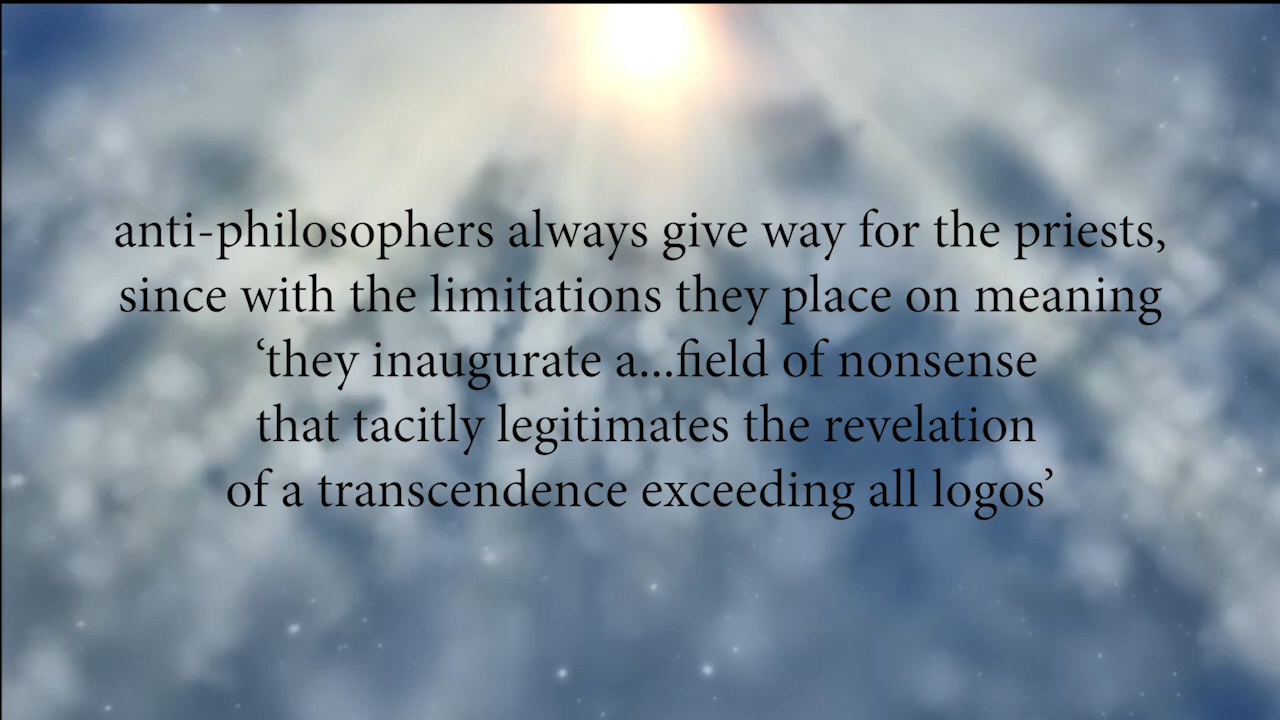 anti-philosophers always give way for the priests,
since with the limitations they place on meaning
‘they inaugurate a...field of nonsense
that tacitly legitimates the revelation
of a transcendence exceeding all logos’